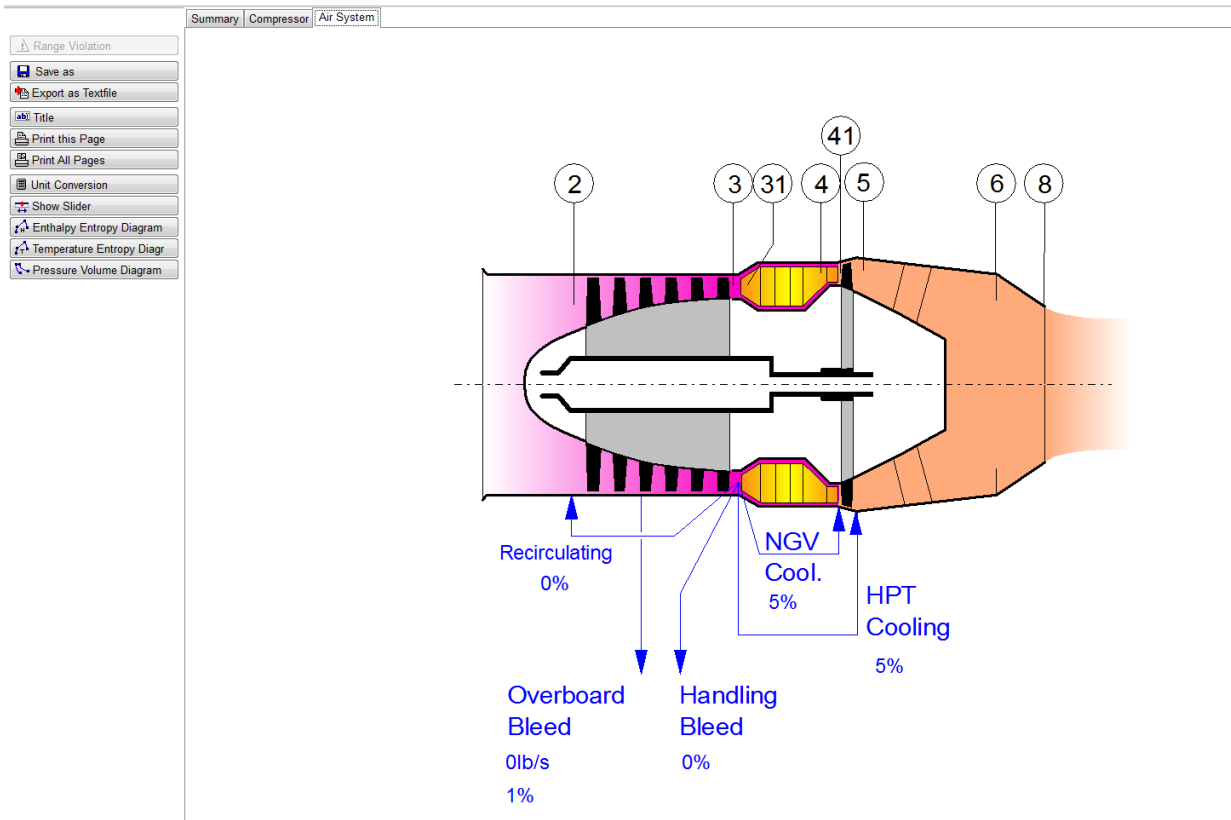 Summary
Compressor
Air System
Range Violation
Save as
Export as Textfile
Title
Print this Page
Print All Pages
Unit Conversion
Show Slider
Enthalpy Entropy Diagram
Temperature Entropy Diagr
Pressure Volume Diagram
41
2
3
31
4
5
6
8
Recirculating
0%
NGV
Cool.
5%
HPT
Cooling
5%
Overboard
Bleed
0lb/s
1%
Handling
Bleed
0%